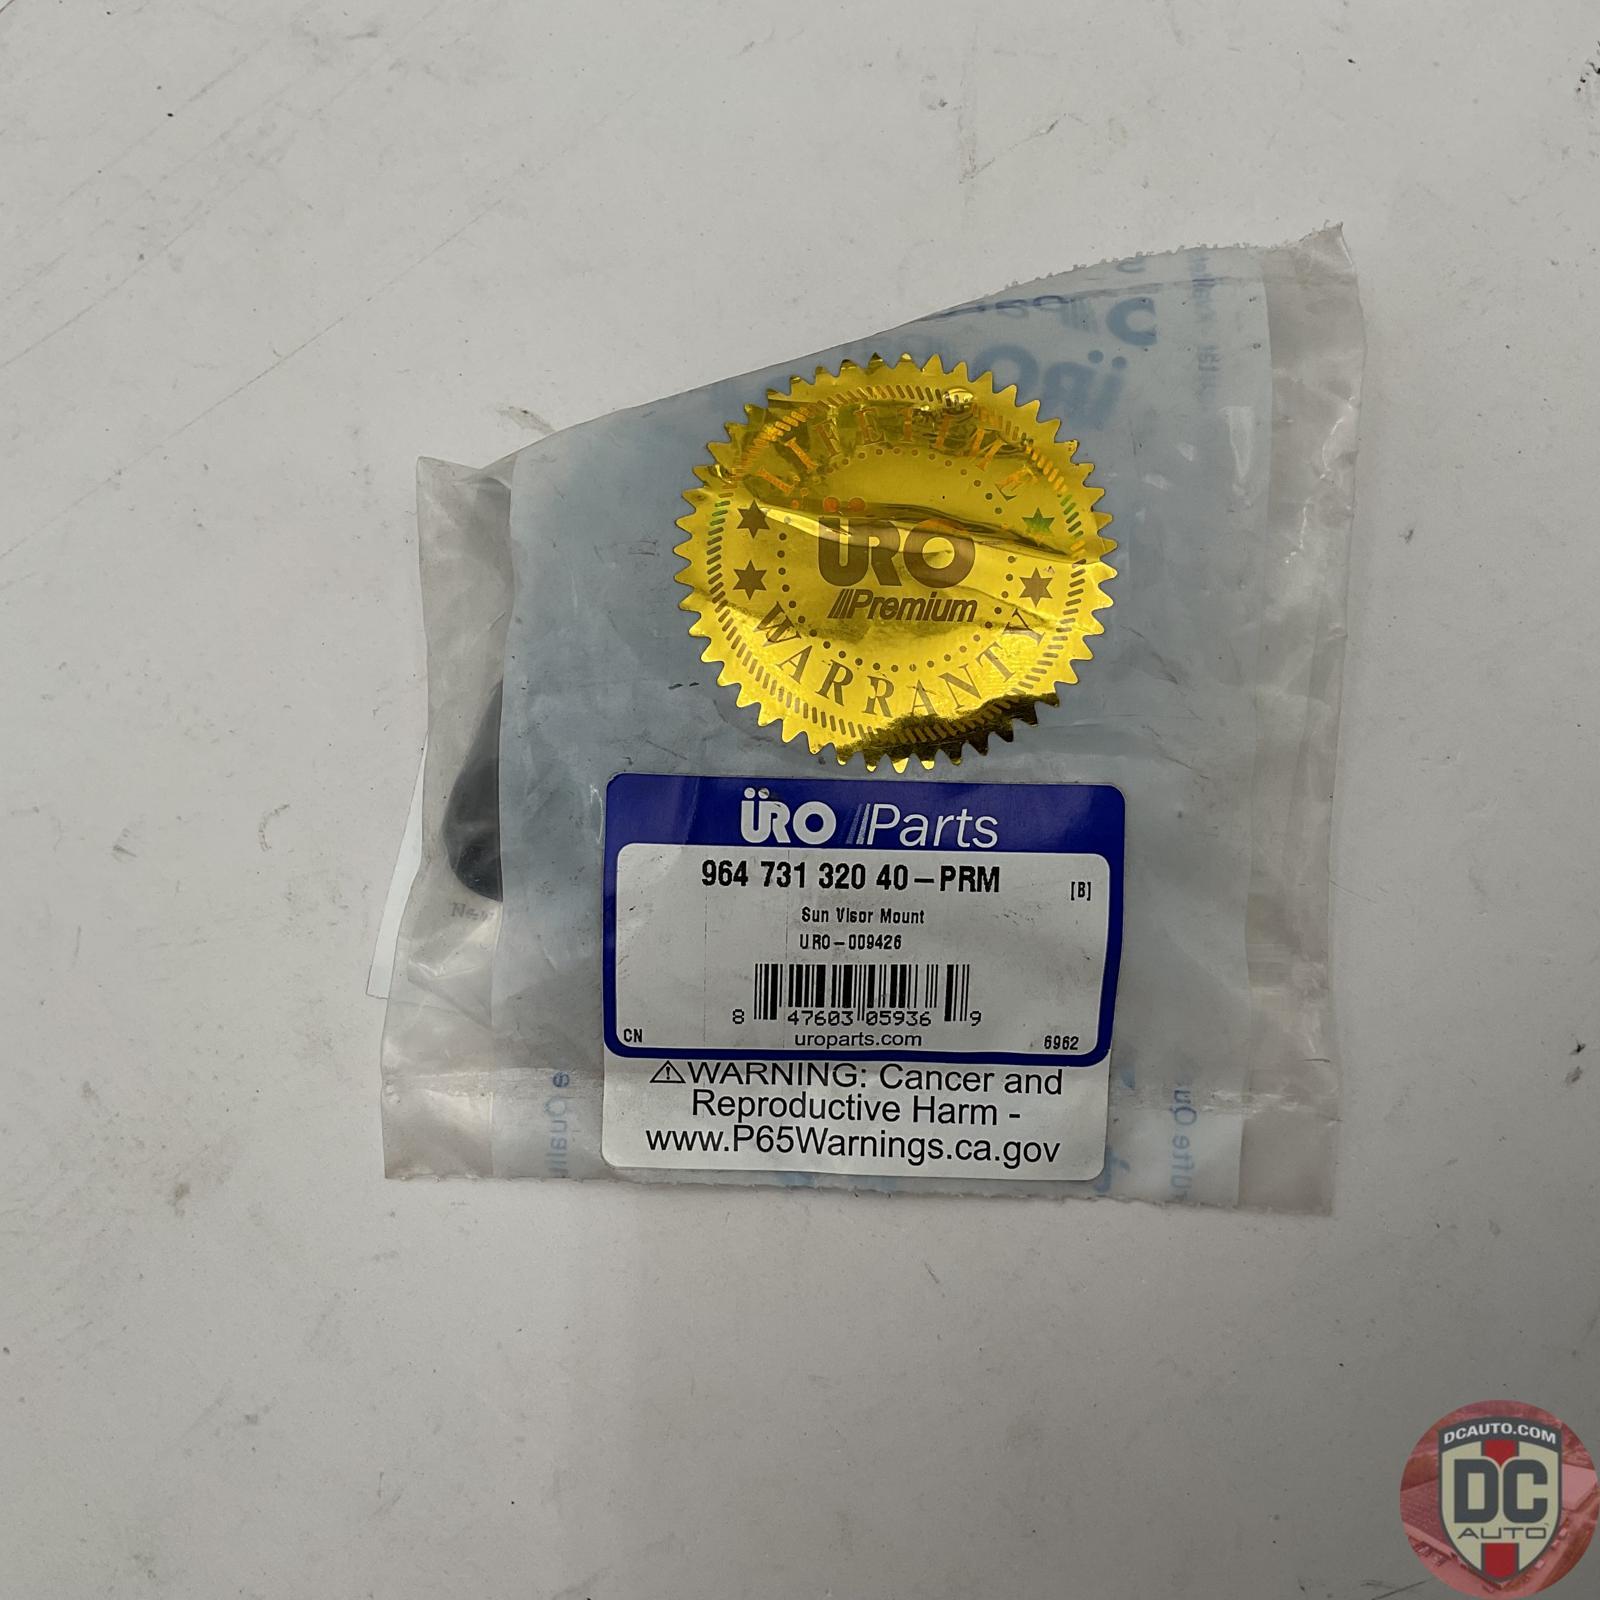 LIFETIME
ÜRO
Premium
WARRANTY
ÜRO Parts
964 731 320 40-PRM
[B]
Sun Visor Mount
URO-009426
8 47603 05936 9
uroparts.com
CN
6962
⚠WARNING: Cancer and
Reproductive Harm -
www.P65Warnings.ca.gov
DCAUTO.COM
DC
AUTO